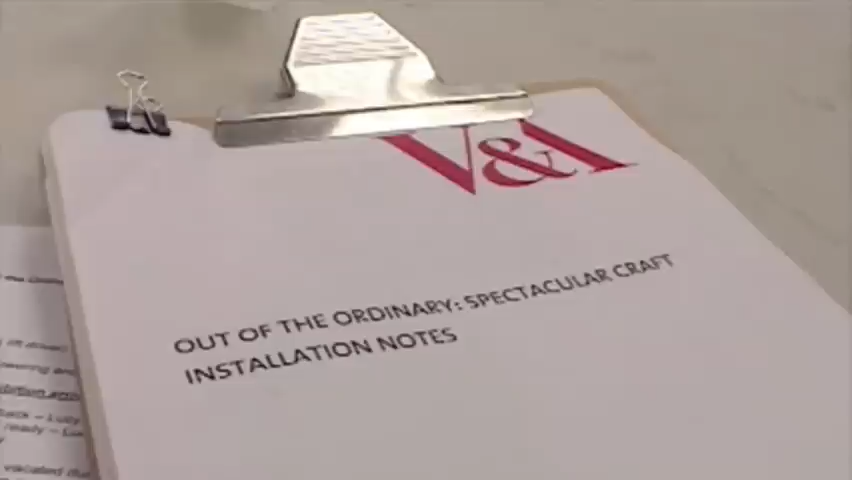 V&A
OUT OF THE ORDINARY: SPECTACULAR CRAFT
INSTALLATION NOTES